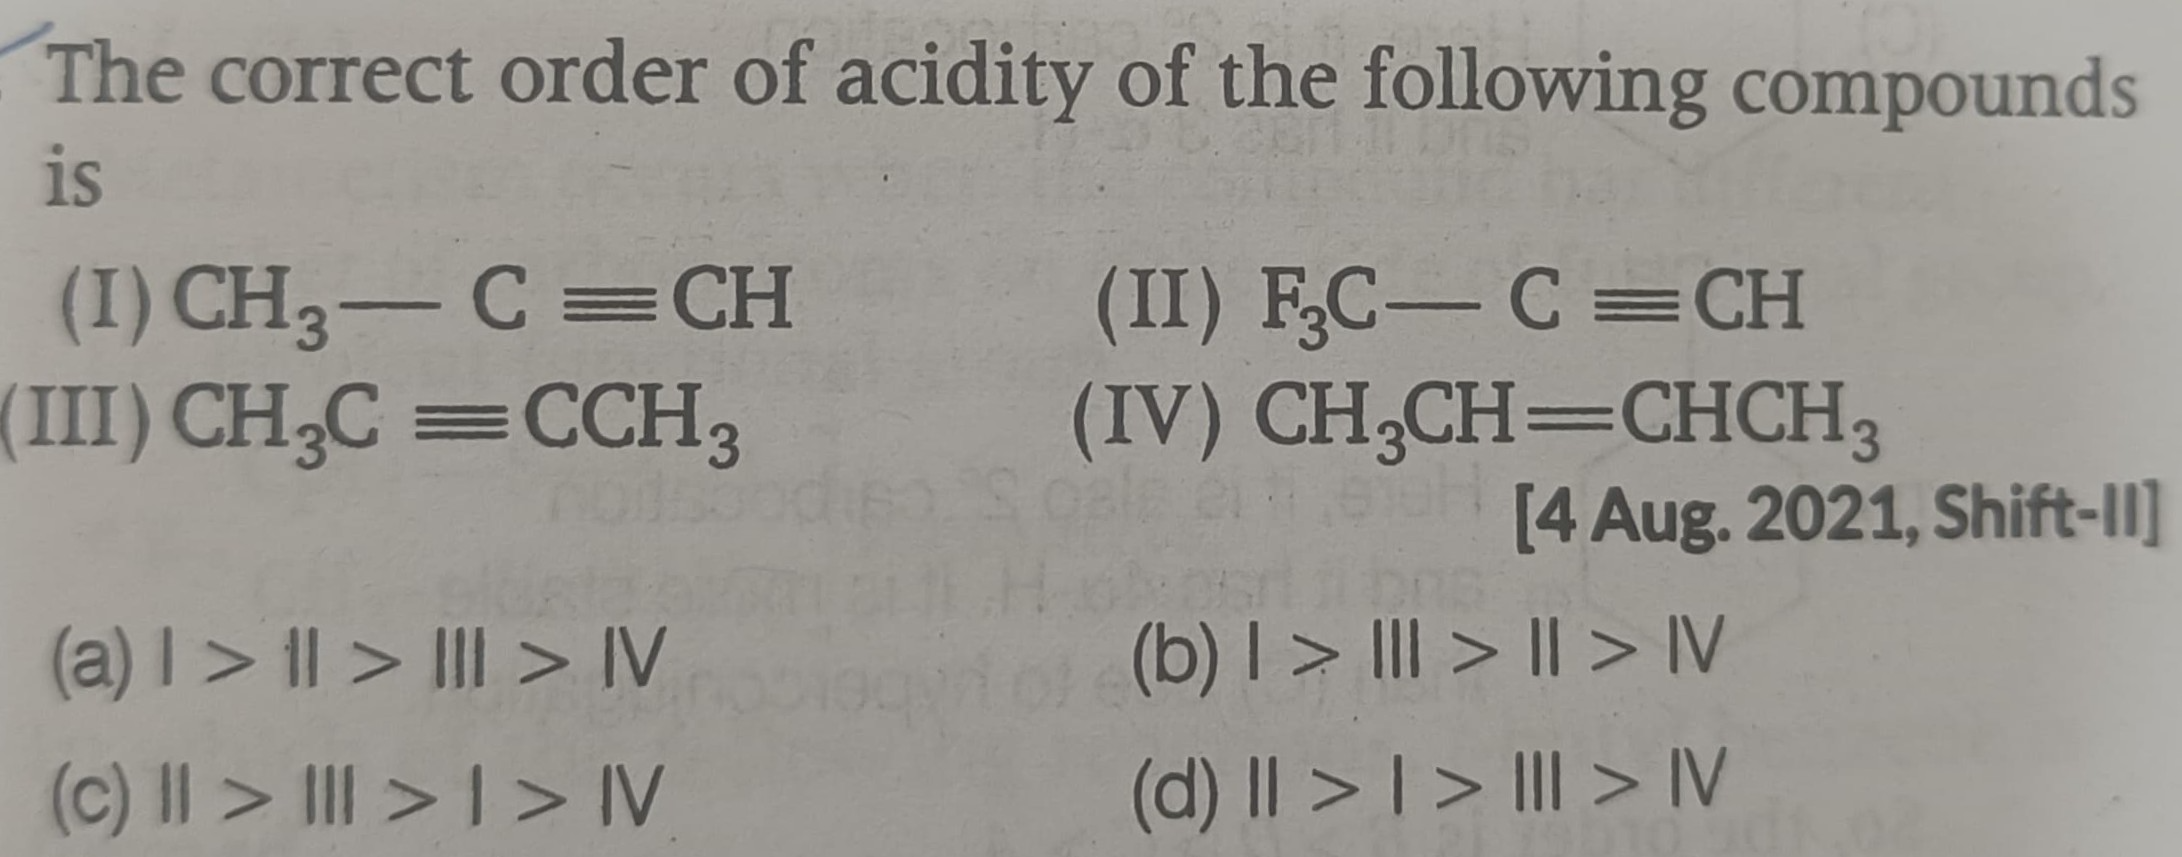 The correct order of acidity of the following compounds
is
(I) CH₃— C ≡CH (II) F₃C— C ≡CH
(III) CH₃C ≡CCH₃ (IV) CH₃CH=CHCH₃
[4 Aug. 2021, Shift-II]
(a) I > II > III > IV (b) I > III > II > IV
(c) II > III > I > IV (d) II > I > III > IV